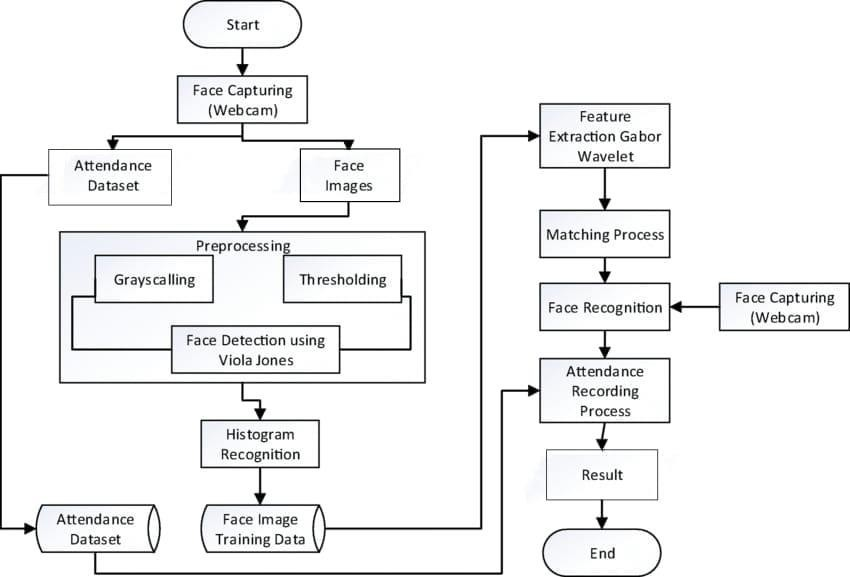 Start
Face Capturing
(Webcam)
Attendance
Dataset
Face
Images
Preprocessing
Grayscalling
Thresholding
Face Detection using
Viola Jones
Histogram
Recognition
Attendance
Dataset
Face Image
Training Data
Feature
Extraction Gabor
Wavelet
Matching Process
Face Recognition
Face Capturing
(Webcam)
Attendance
Recording
Process
Result
End